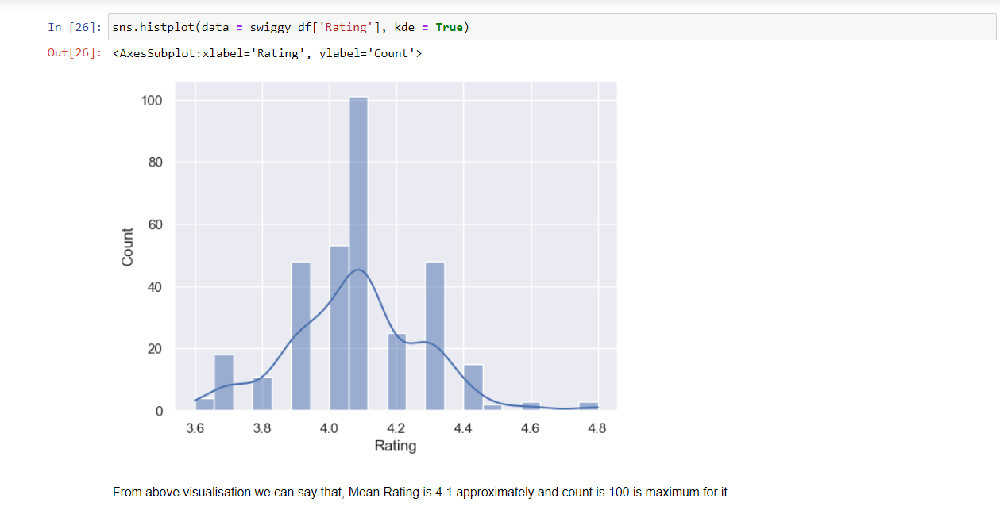 In [26]: sns.histplot(data = swiggy_df['Rating'], kde = True)
Out[26]: <AxesSubplot:xlabel='Rating', ylabel='Count'>
100
80
60
40
20
0
Count
3.6 3.8 4.0 4.2 4.4 4.6 4.8
Rating
From above visualisation we can say that, Mean Rating is 4.1 approximately and count is 100 is maximum for it.